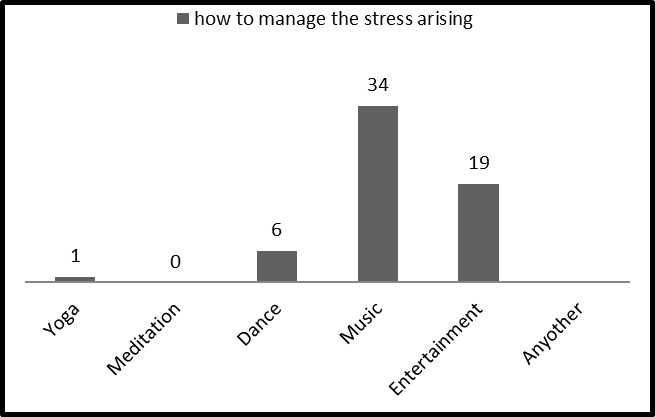 how to manage the stress arising
34
19
6
1
0
Yoga
Meditation
Dance
Music
Entertainment
Anyother